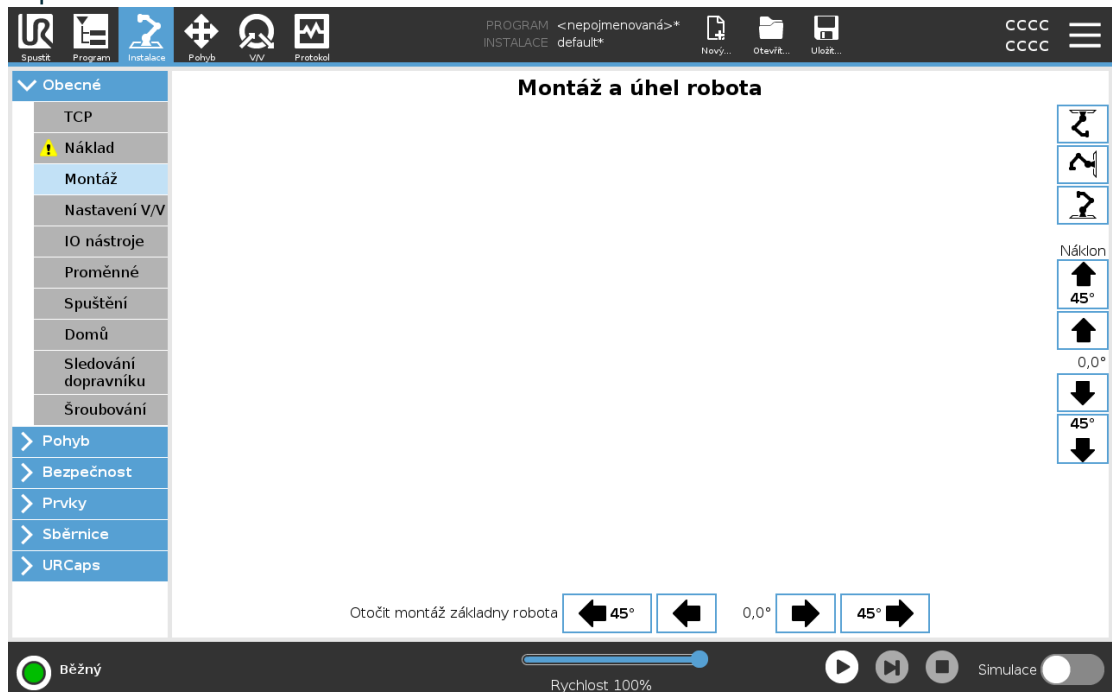 PROGRAM <nepojmenovaná>*
INSTALACE default*
Spustit
Program
Instalace
Pohyb
V/V
Protokol
Nový...
Otevřít...
Uložit...
CCCC
CCCC
Obecné
TCP
Náklad
Montáž
Nastavení V/V
IO nástroje
Proměnné
Spuštění
Domů
Sledování
dopravníku
Šroubování
Pohyb
Bezpečnost
Prvky
Sběrnice
URCaps
Montáž a úhel robota
Náklon
45°
0,0°
45°
Otočit montáž základny robota 45° 0,0° 45°
Běžný
Rychlost 100%
Simulace